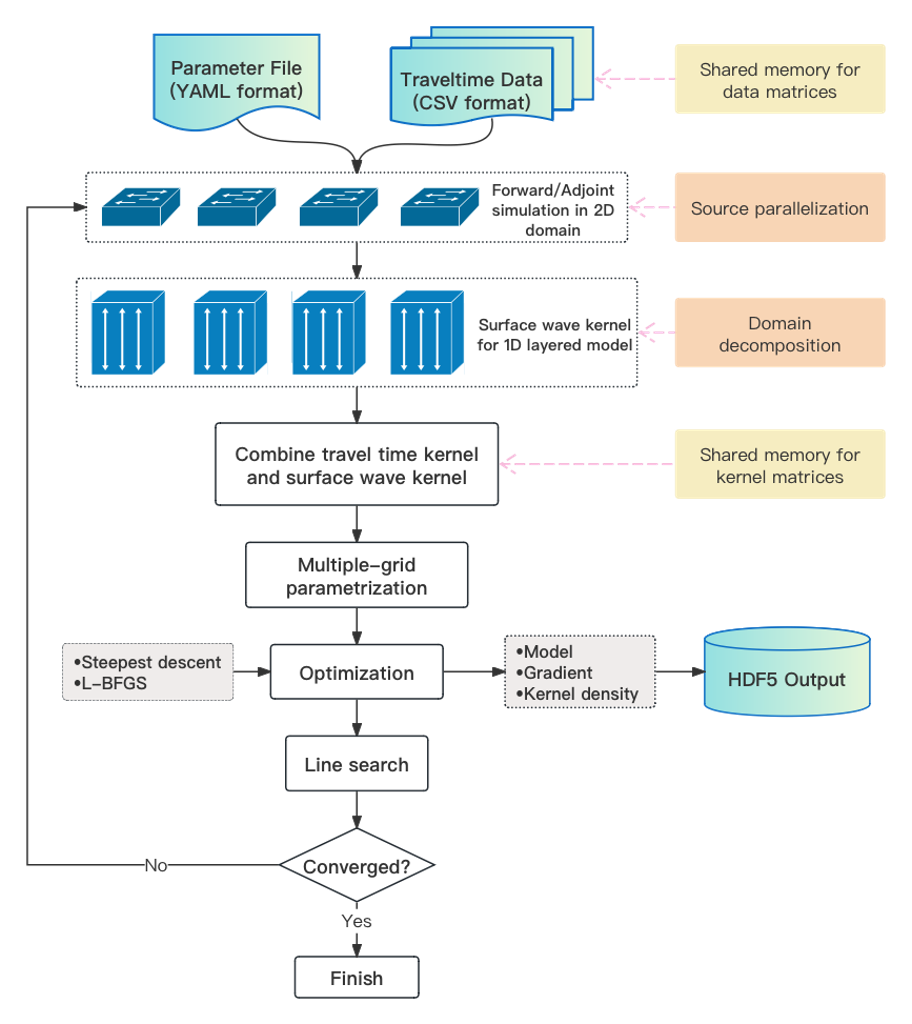 Parameter File
(YAML format)
Traveltime Data
(CSV format)
Shared memory for
data matrices
Forward/Adjoint
simulation in 2D
domain
Source parallelization
Surface wave kernel
for 1D layered model
Domain
decomposition
Combine travel time kernel
and surface wave kernel
Shared memory for
kernel matrices
Multiple-grid
parametrization
•Steepest descent
•L-BFGS
Optimization
•Model
•Gradient
•Kernel density
HDF5 Output
Line search
Converged?
No
Yes
Finish